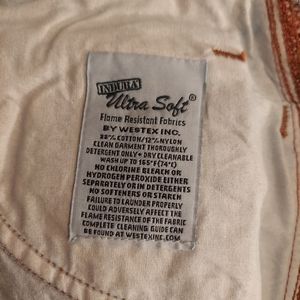 INDURA
Ultra Soft®
Flame Resistant Fabrics
BY WESTEX INC.
88% COTTON/12% NYLON
CLEAN GARMENT THOROUGHLY
DETERGENT ONLY • DRY CLEANABLE
WASH UP TO 165°F (74°C)
NO CHLORINE BLEACH OR
HYDROGEN PEROXIDE EITHER
SEPARATELY OR IN DETERGENTS
NO SOFTENERS OR STARCH
FAILURE TO LAUNDER PROPERLY
COULD ADVERSELY AFFECT THE
FLAME RESISTANCE OF THE FABRIC
COMPLETE CLEANING GUIDE CAN
BE FOUND AT WESTEXINC.COM